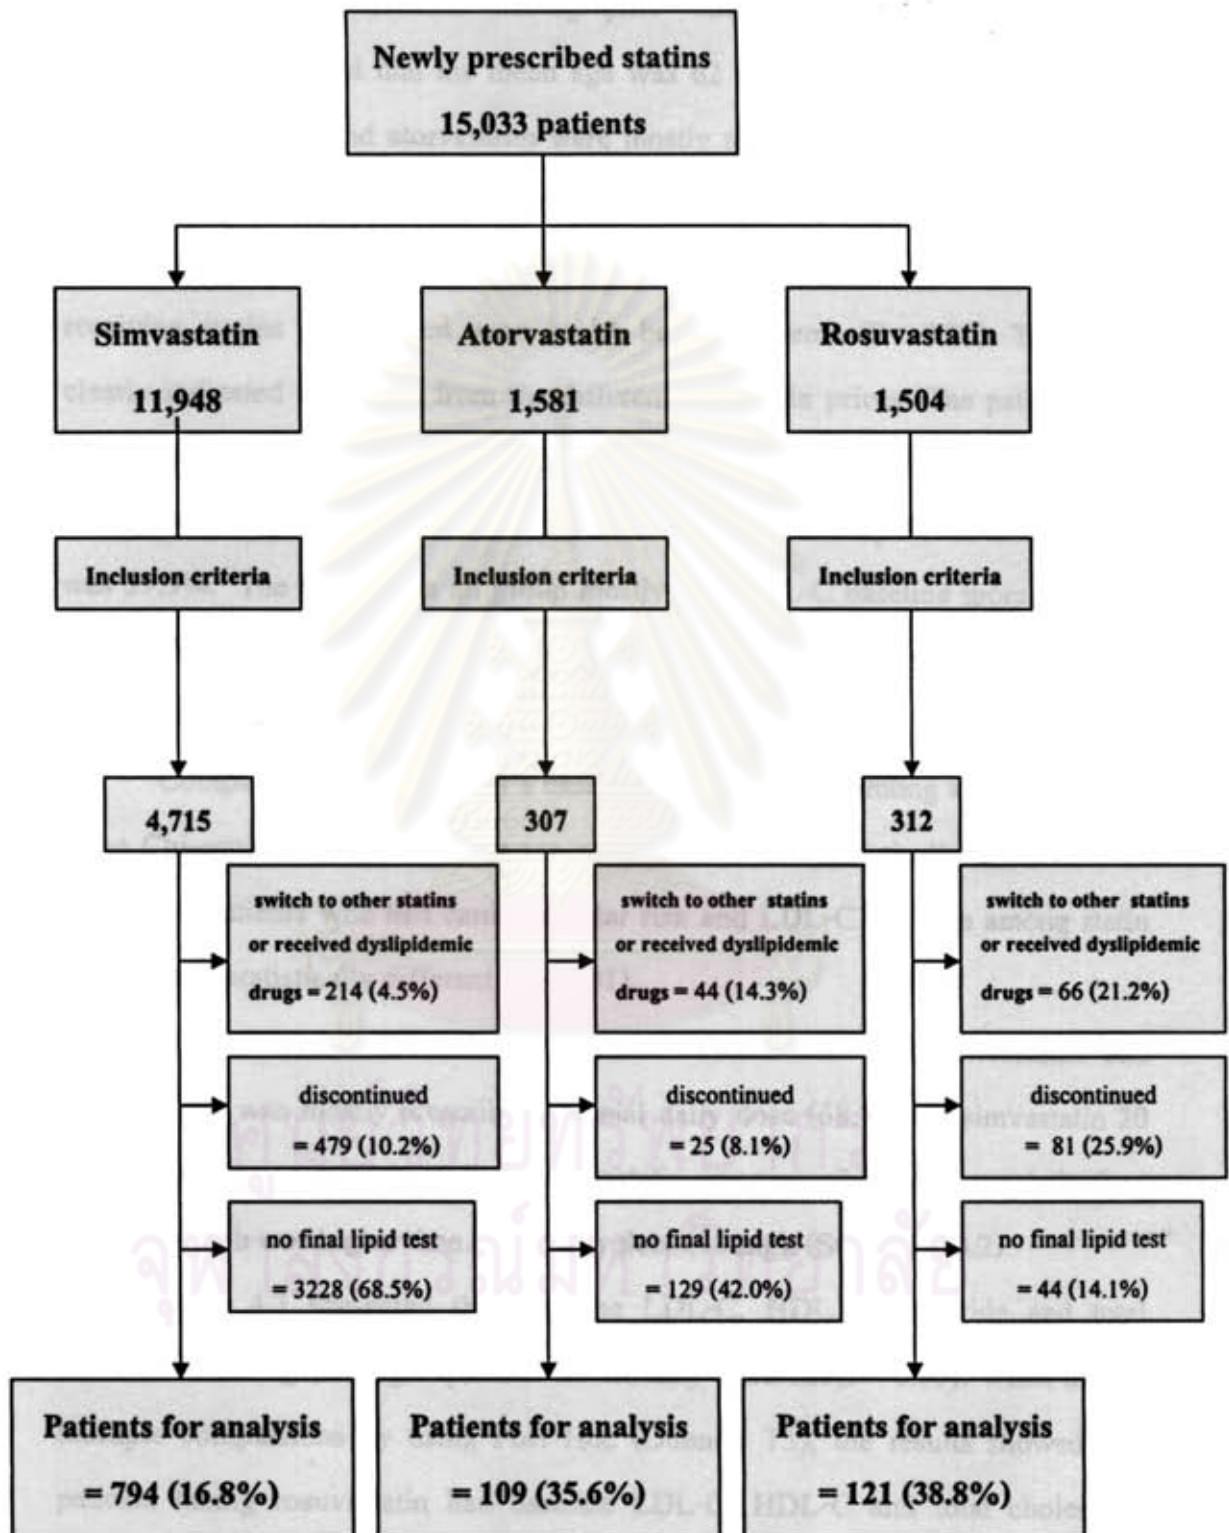 Newly prescribed statins
15,033 patients
Simvastatin
11,948
Atorvastatin
1,581
Rosuvastatin
1,504
Inclusion criteria
Inclusion criteria
Inclusion criteria
4,715
307
312
switch to other statins
or received dyslipidemic
drugs = 214 (4.5%)
switch to other statins
or received dyslipidemic
drugs = 44 (14.3%)
switch to other statins
or received dyslipidemic
drugs = 66 (21.2%)
discontinued
= 479 (10.2%)
discontinued
= 25 (8.1%)
discontinued
= 81 (25.9%)
no final lipid test
= 3228 (68.5%)
no final lipid test
= 129 (42.0%)
no final lipid test
= 44 (14.1%)
Patients for analysis
= 794 (16.8%)
Patients for analysis
= 109 (35.6%)
Patients for analysis
= 121 (38.8%)